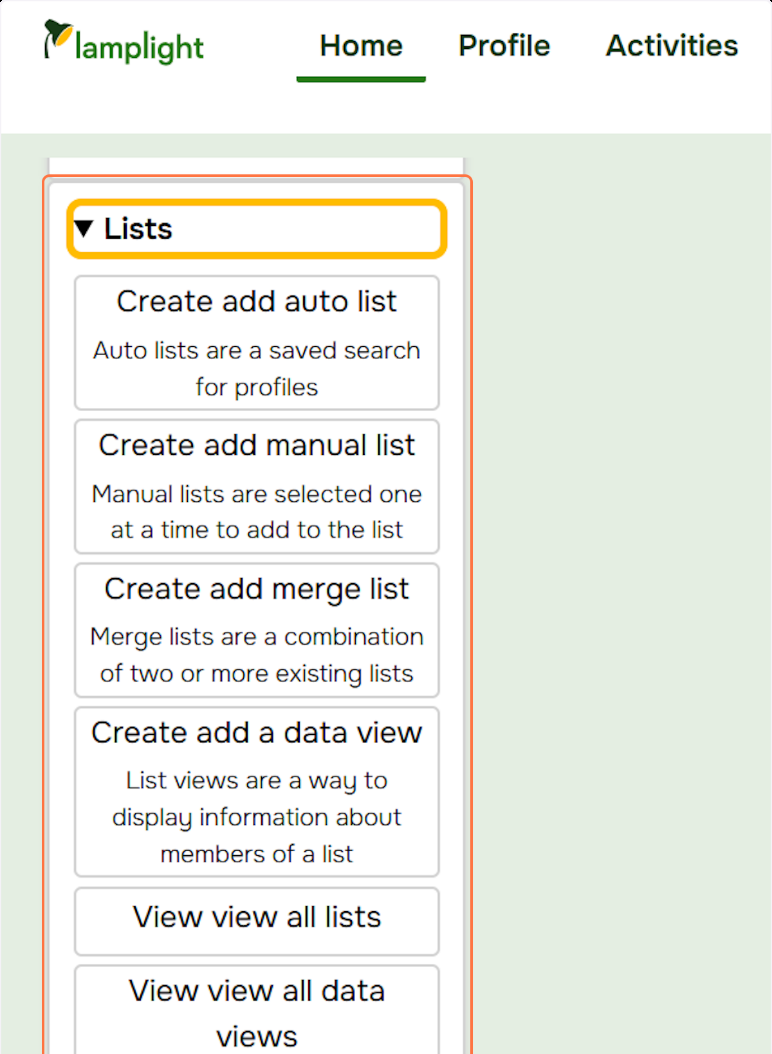 lamplight
Home Profile Activities
Lists
Create add auto list
Auto lists are a saved search
for profiles
Create add manual list
Manual lists are selected one
at a time to add to the list
Create add merge list
Merge lists are a combination
of two or more existing lists
Create add a data view
List views are a way to
display information about
members of a list
View view all lists
View view all data
views